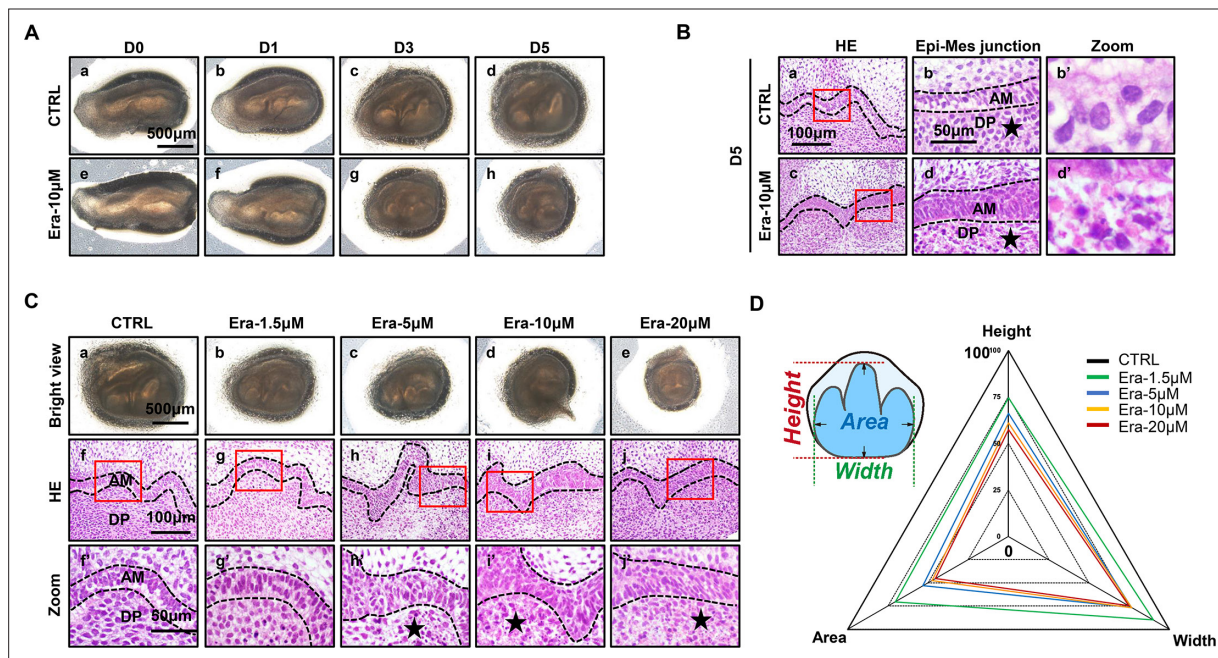 A
D0 D1 D3 D5
CTRL
a b c d
500μm
Era-10μM
e f g h
B
HE Epi-Mes junction Zoom
D5
CTRL
a b b'
AM
DP
100μm 50μm
Era-10μM
c d d'
AM
DP
C
CTRL Era-1.5μM Era-5μM Era-10μM Era-20μM
Bright view
a b c d e
500μm
HE
f g h i j
AM
DP
100μm
Zoom
f' g' h' i' j'
AM
DP
50μm
D
Height
100 100
75
50
25
0
0
Area
Width
Height
Area
Width
CTRL
Era-1.5μM
Era-5μM
Era-10μM
Era-20μM